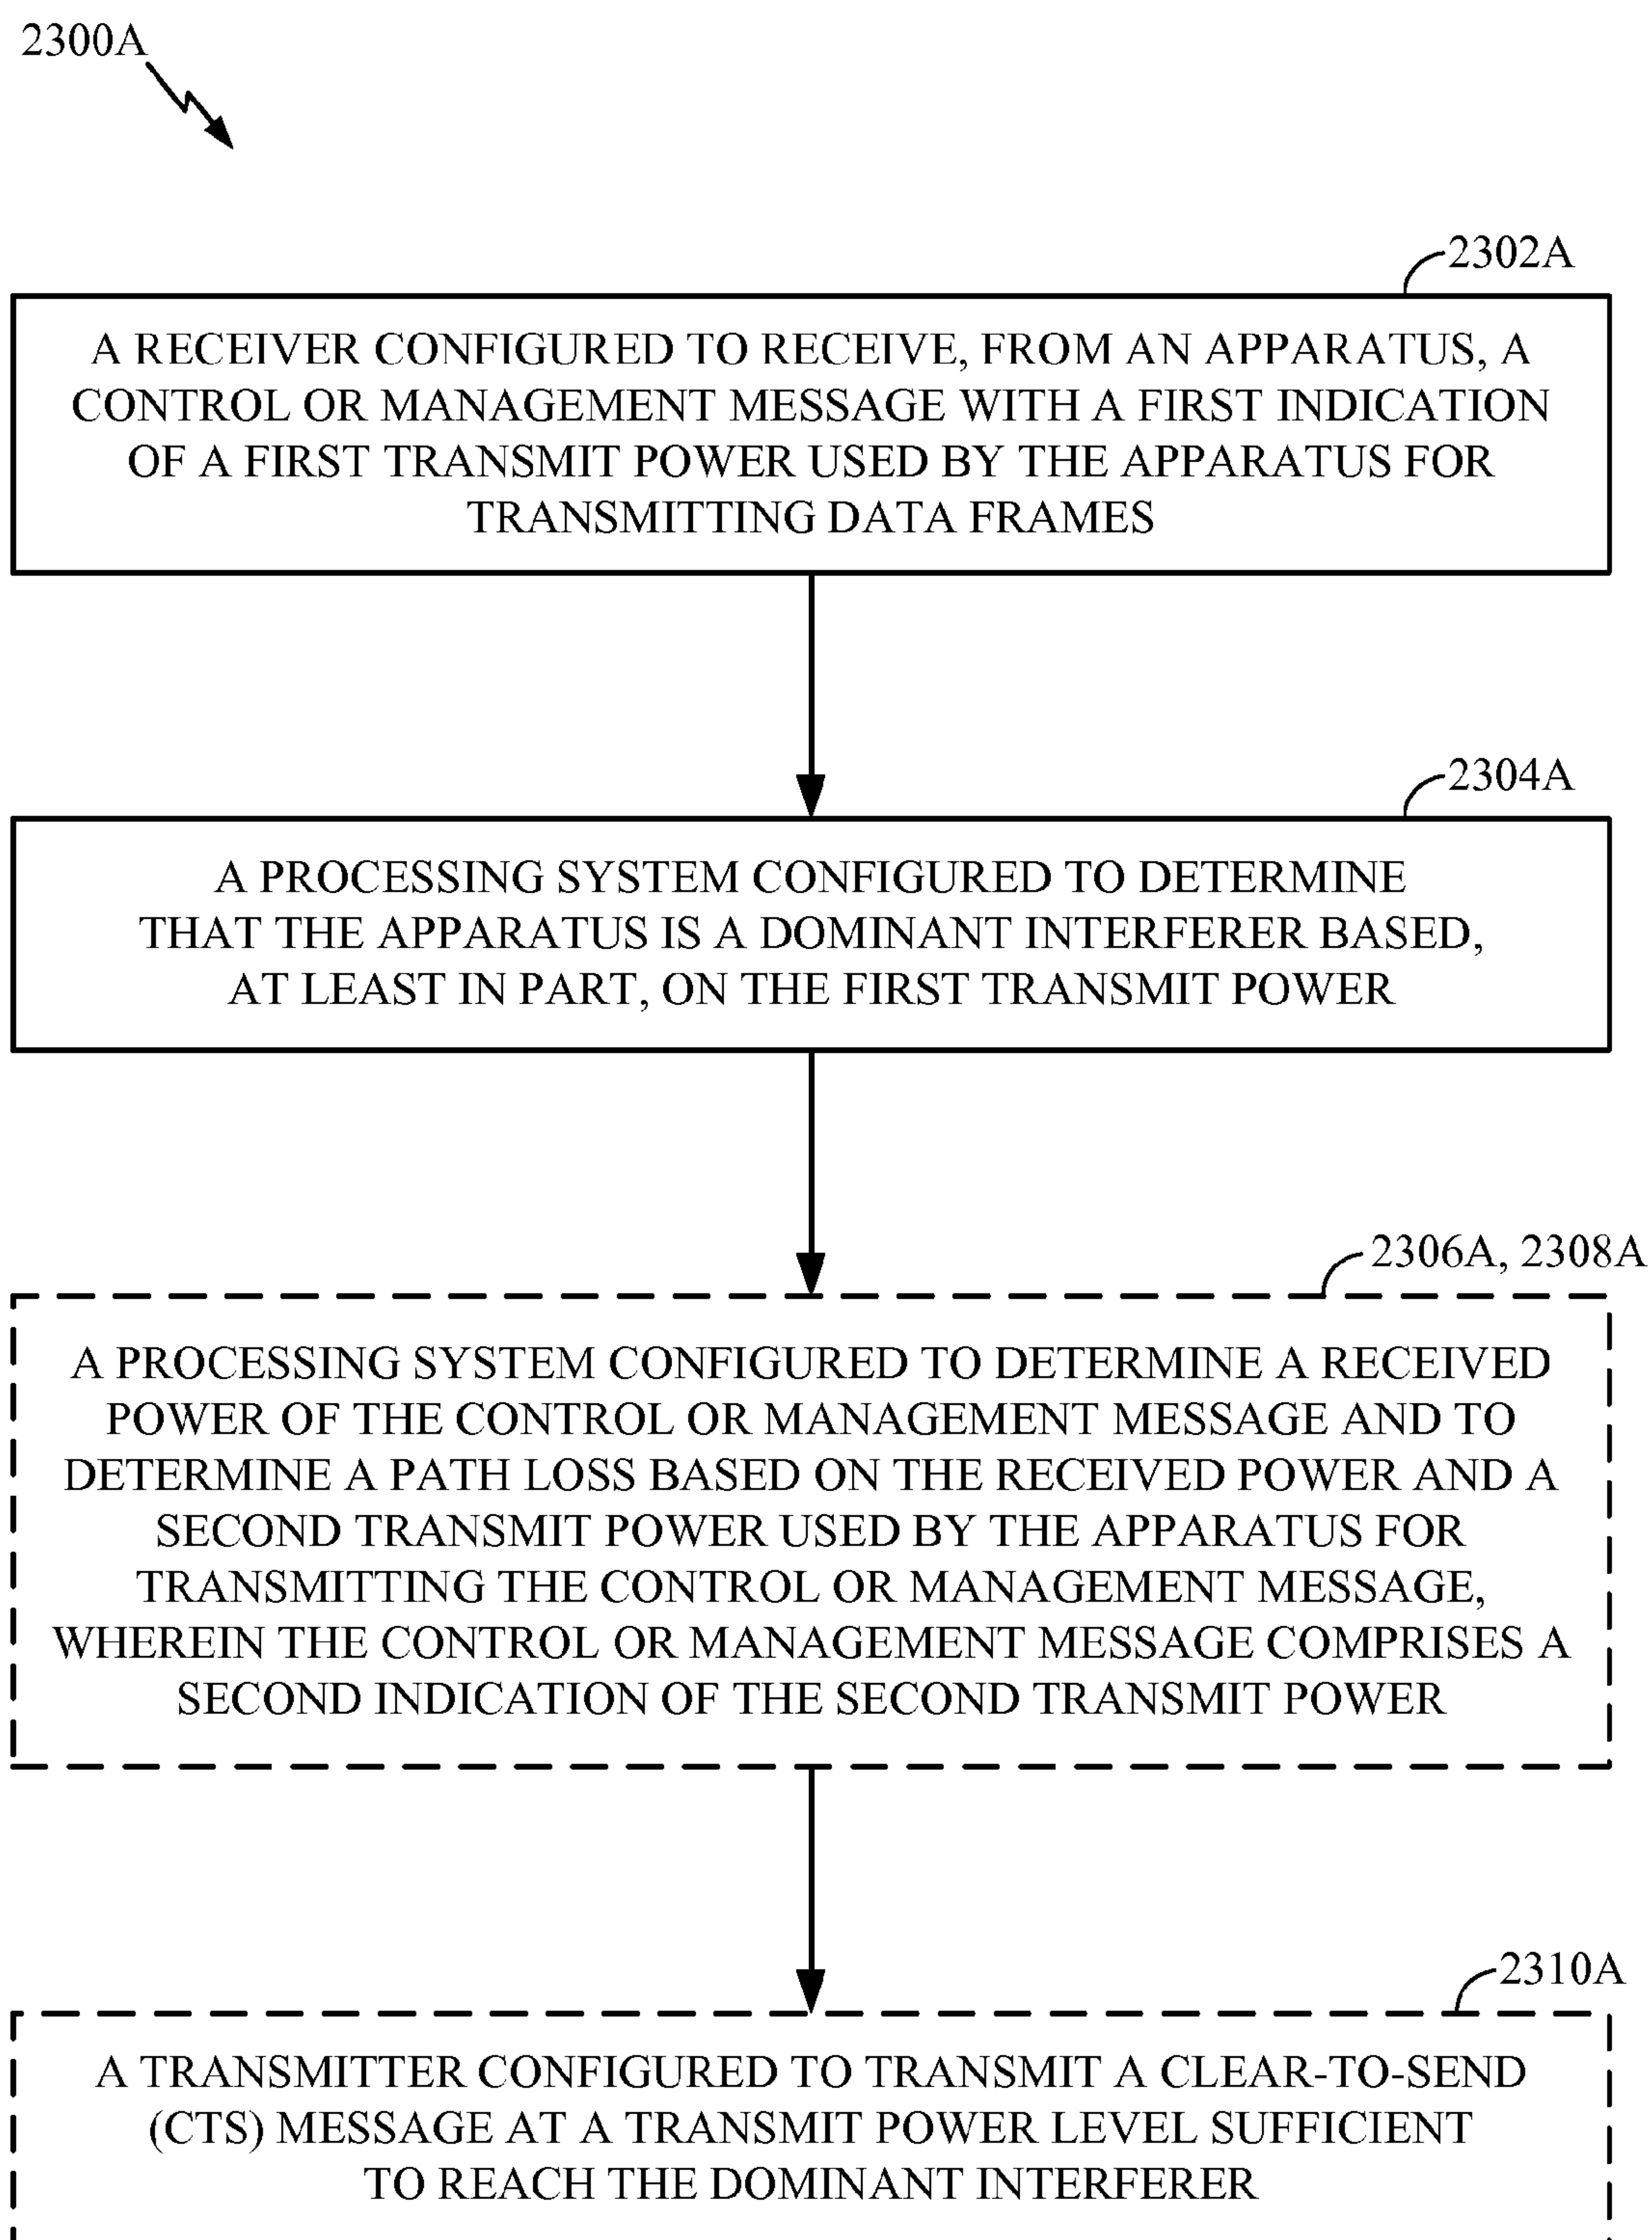 2300A
2302A
A RECEIVER CONFIGURED TO RECEIVE, FROM AN APPARATUS, A
CONTROL OR MANAGEMENT MESSAGE WITH A FIRST INDICATION
OF A FIRST TRANSMIT POWER USED BY THE APPARATUS FOR
TRANSMITTING DATA FRAMES
2304A
A PROCESSING SYSTEM CONFIGURED TO DETERMINE
THAT THE APPARATUS IS A DOMINANT INTERFERER BASED,
AT LEAST IN PART, ON THE FIRST TRANSMIT POWER
2306A, 2308A
A PROCESSING SYSTEM CONFIGURED TO DETERMINE A RECEIVED
POWER OF THE CONTROL OR MANAGEMENT MESSAGE AND TO
DETERMINE A PATH LOSS BASED ON THE RECEIVED POWER AND A
SECOND TRANSMIT POWER USED BY THE APPARATUS FOR
TRANSMITTING THE CONTROL OR MANAGEMENT MESSAGE,
WHEREIN THE CONTROL OR MANAGEMENT MESSAGE COMPRISES A
SECOND INDICATION OF THE SECOND TRANSMIT POWER
2310A
A TRANSMITTER CONFIGURED TO TRANSMIT A CLEAR-TO-SEND
(CTS) MESSAGE AT A TRANSMIT POWER LEVEL SUFFICIENT
TO REACH THE DOMINANT INTERFERER